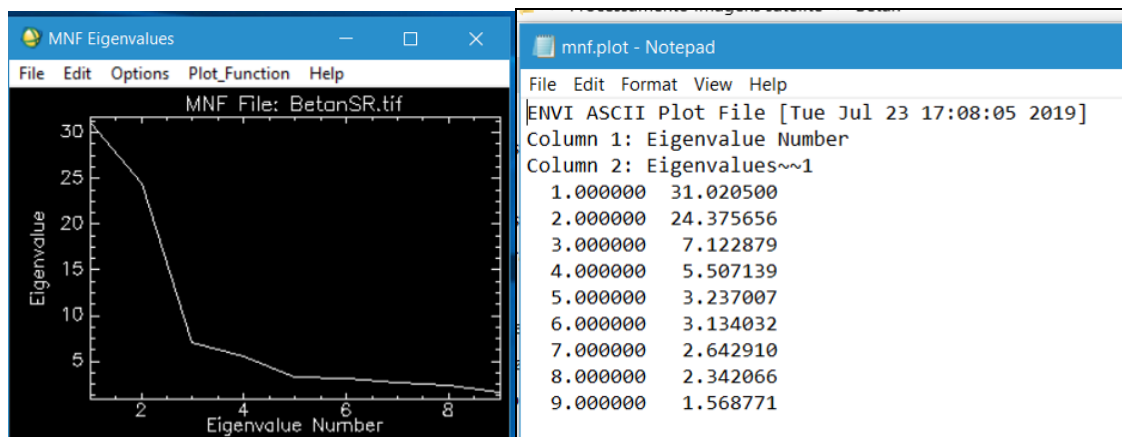 MNF Eigenvalues
File Edit Options Plot_Function Help
MNF File: BetanSR.tif
30
25
20
15
10
5
Eigenvalue
2 4 6 8
Eigenvalue Number
mnf.plot - Notepad
File Edit Format View Help
ENVI ASCII Plot File [Tue Jul 23 17:08:05 2019]
Column 1: Eigenvalue Number
Column 2: Eigenvalues~~1
1.000000 31.020500
2.000000 24.375656
3.000000 7.122879
4.000000 5.507139
5.000000 3.237007
6.000000 3.134032
7.000000 2.642910
8.000000 2.342066
9.000000 1.568771